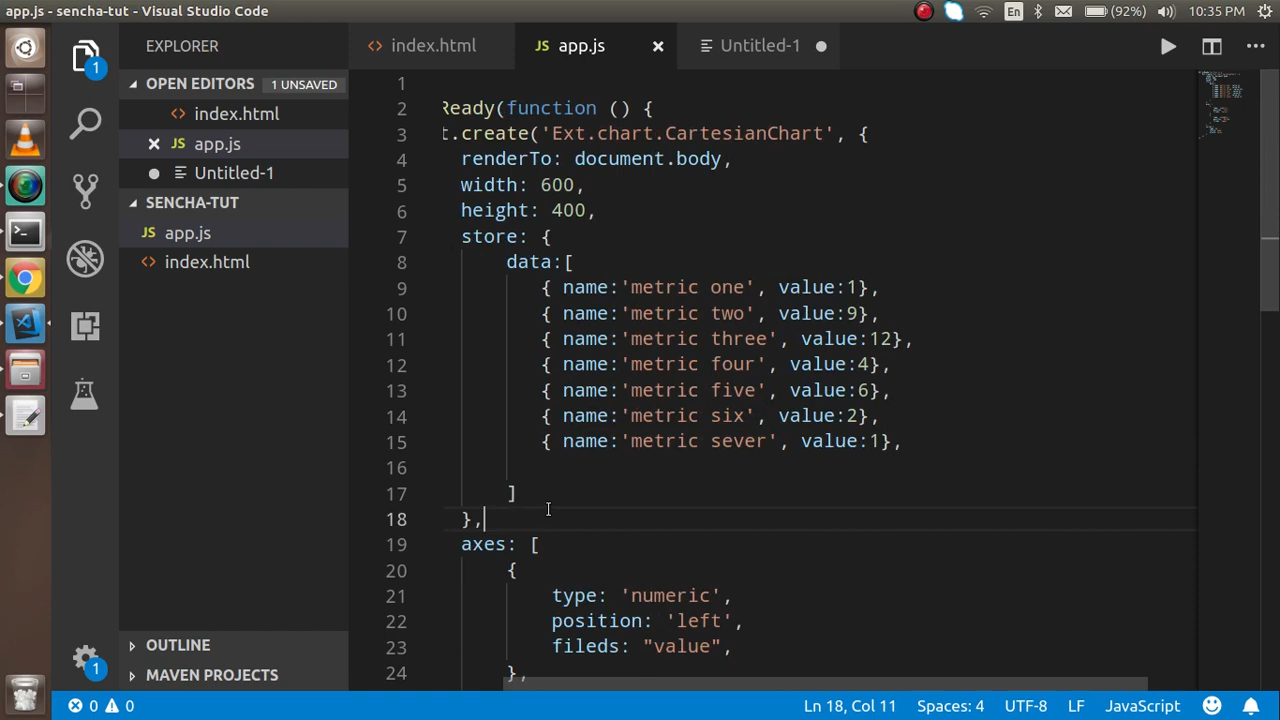 app.js - sencha-tut - Visual Studio Code
En
(92%)
10:35 PM
1
EXPLORER
OPEN EDITORS
1 UNSAVED
index.html
app.js
Untitled-1
SENCHA-TUT
app.js
index.html
OUTLINE
MAVEN PROJECTS
1
index.html
JS app.js
Untitled-1
1
2 Ready(function () {
3 t.create('Ext.chart.CartesianChart', {
4 renderTo: document.body,
5 width: 600,
6 height: 400,
7 store: {
8 data:[
9 { name:'metric one', value:1},
10 { name:'metric two', value:9},
11 { name:'metric three', value:12},
12 { name:'metric four', value:4},
13 { name:'metric five', value:6},
14 { name:'metric six', value:2},
15 { name:'metric sever', value:1},
16
17 ]
18 },
19 axes: [
20 {
21 type: 'numeric',
22 position: 'left',
23 fileds: "value",
24 },
0 0
Ln 18, Col 11
Spaces: 4
UTF-8
LF
JavaScript